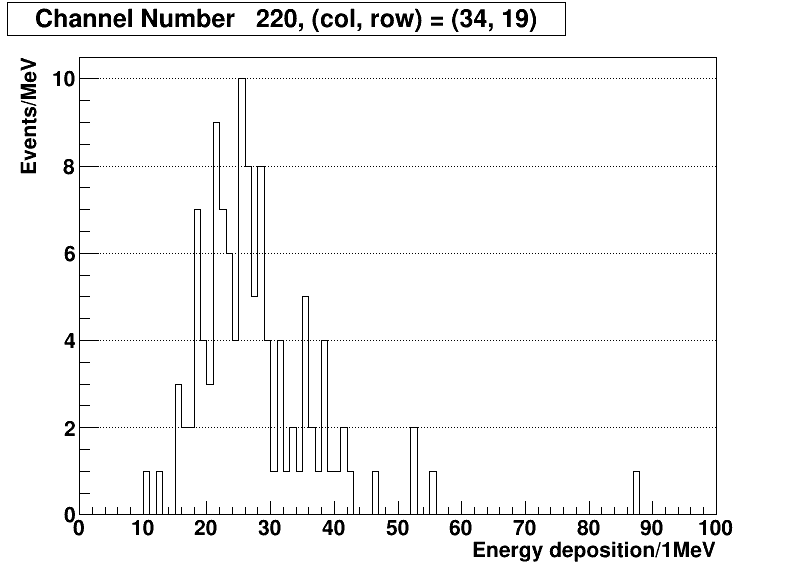 Channel Number 220, (col, row) = (34, 19)
Events/MeV
10
8
6
4
2
0
0 10 20 30 40 50 60 70 80 90 100
Energy deposition/1MeV